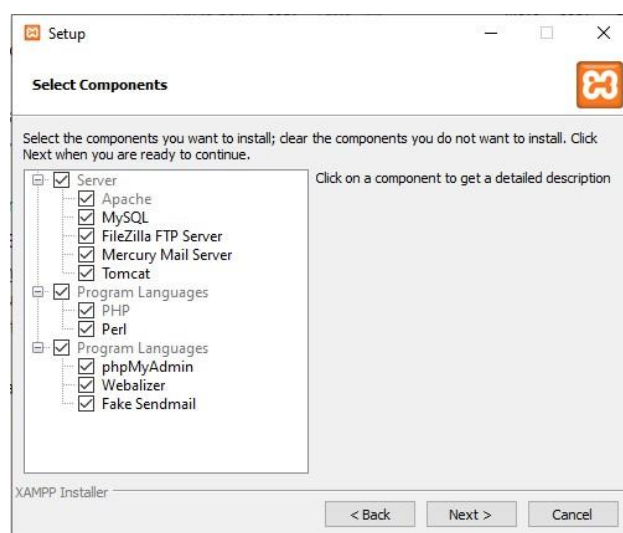 Setup
Select Components
Select the components you want to install; clear the components you do not want to install. Click
Next when you are ready to continue.
Click on a component to get a detailed description
Server
Apache
MySQL
FileZilla FTP Server
Mercury Mail Server
Tomcat
Program Languages
PHP
Perl
Program Languages
phpMyAdmin
Webalizer
Fake Sendmail
XAMPP Installer
< Back Next > Cancel